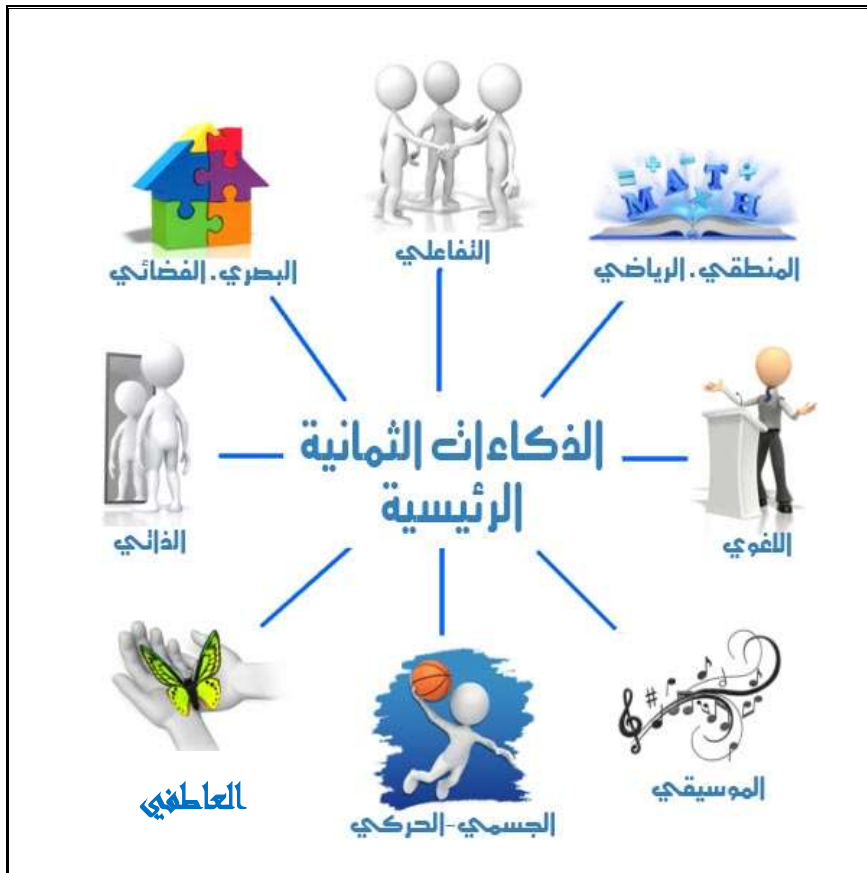 التفاعلي
المنطقي . الرياضي
MATH
البصري . الفضائي
الذكاءات الثمانية
الرئيسية
اللغوي
الذاتي
الموسيقي
العاطفي
الجسمي-الحركي